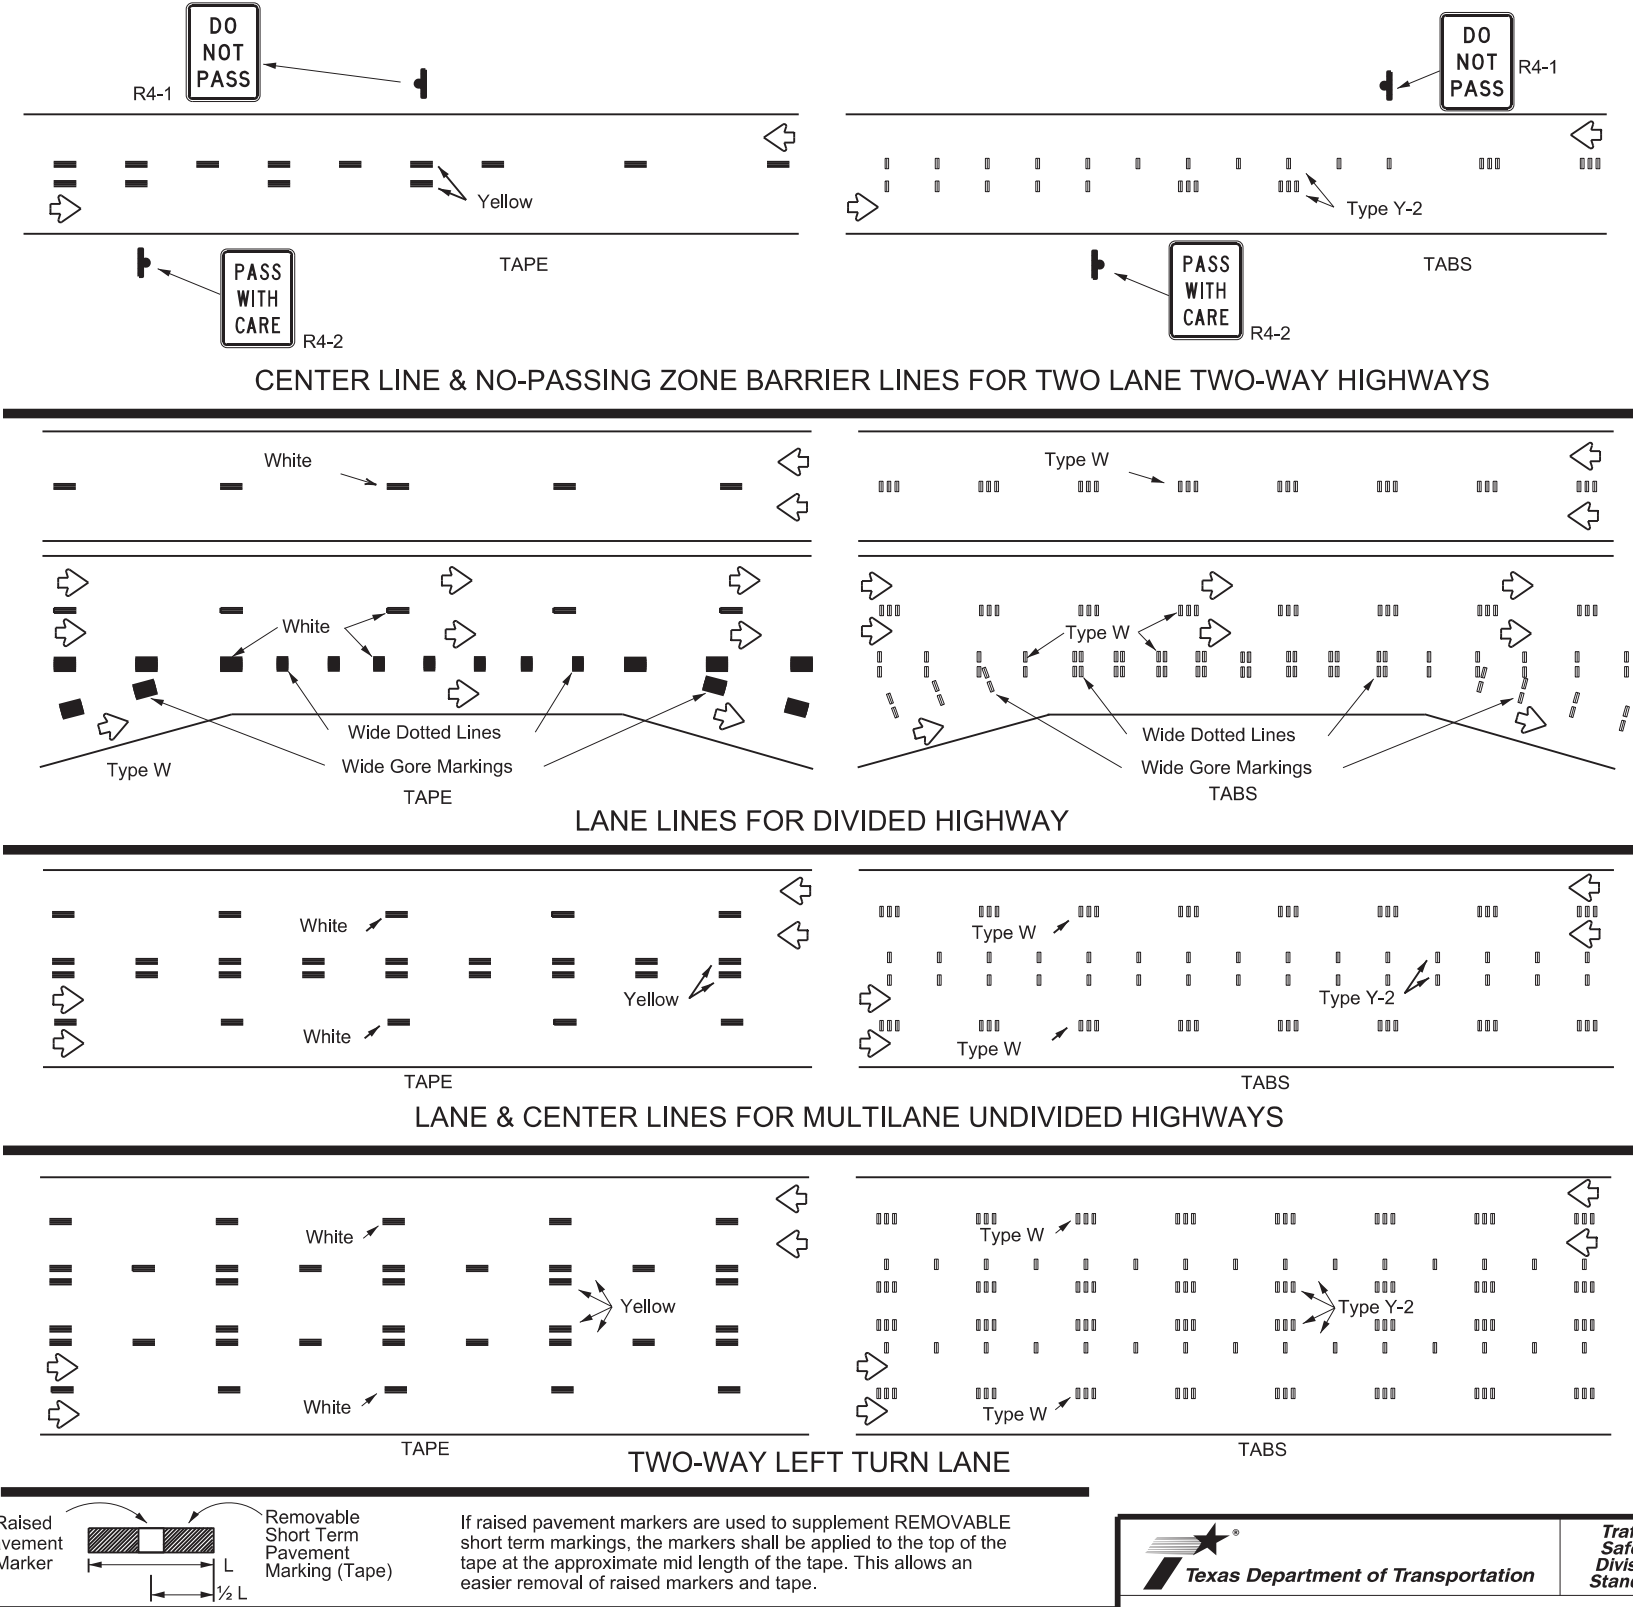 DO
NOT
PASS
R4-1
Yellow
PASS
WITH
CARE
R4-2
TAPE
DO
NOT
PASS
R4-1
Type Y-2
PASS
WITH
CARE
R4-2
TABS
CENTER LINE & NO-PASSING ZONE BARRIER LINES FOR TWO LANE TWO-WAY HIGHWAYS
White
White
Wide Dotted Lines
Wide Gore Markings
Type W
TAPE
Type W
Type W
Wide Dotted Lines
Wide Gore Markings
TABS
LANE LINES FOR DIVIDED HIGHWAY
White
Yellow
White
TAPE
Type W
Type Y-2
Type W
TABS
LANE & CENTER LINES FOR MULTILANE UNDIVIDED HIGHWAYS
White
Yellow
White
TAPE
Type W
Type Y-2
Type W
TABS
TWO-WAY LEFT TURN LANE
Raised
Marker
L
½ L
Removable
Short Term
Pavement
Marking (Tape)
If raised pavement markers are used to supplement REMOVABLE
short term markings, the markers shall be applied to the top of the
tape at the approximate mid length of the tape. This allows an
easier removal of raised markers and tape.
Texas Department of Transportation